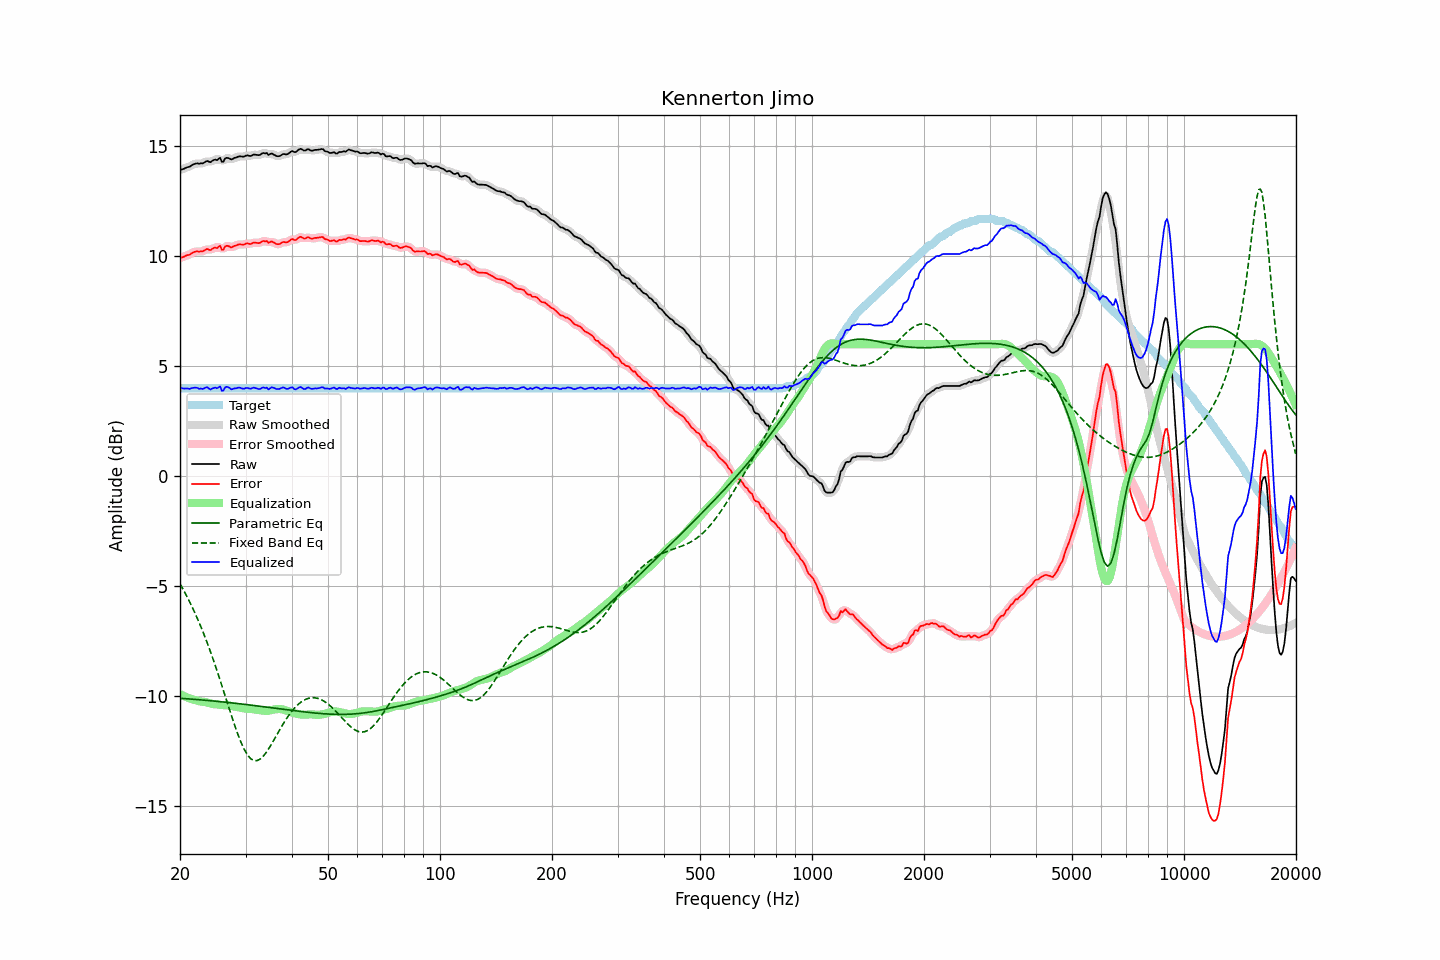 Kennerton Jimo
15
10
5
0
−5
−10
−15
Amplitude (dBr)
Target
Raw Smoothed
Error Smoothed
Raw
Error
Equalization
Parametric Eq
Fixed Band Eq
Equalized
20 50 100 200 500 1000 2000 5000 10000 20000
Frequency (Hz)